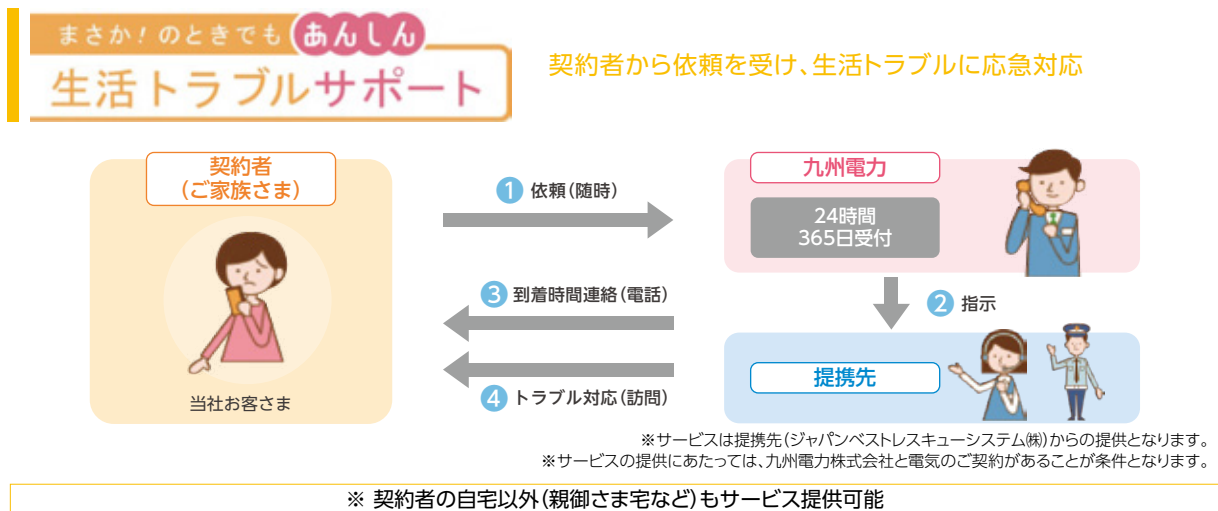 まさか!のときでも あんしん
生活トラブルサポート
契約者から依頼を受け、生活トラブルに応急対応
契約者
(ご家族さま)
当社お客さま
1 依頼(随時)
九州電力
24時間
365日受付
2 指示
3 到着時間連絡(電話)
4 トラブル対応(訪問)
提携先
※サービスは提携先(ジャパンベストレスキューシステム㈱)からの提供となります。
※サービスの提供にあたっては、九州電力株式会社と電気のご契約があることが条件となります。
※ 契約者の自宅以外(親御さま宅など)もサービス提供可能